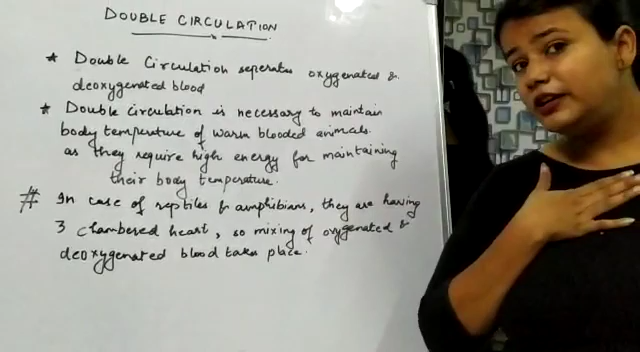 DOUBLE CIRCULATION
* Double Circulation seperates oxygenated &
deoxygenated blood
* Double circulation is necessary to maintain
body temperature of warm blooded animals.
as they require high energy for maintaining
their body temperature.
# In case of reptiles & amphibians, they are having
3 chambered heart, so mixing of oxygenated &
deoxygenated blood takes place.